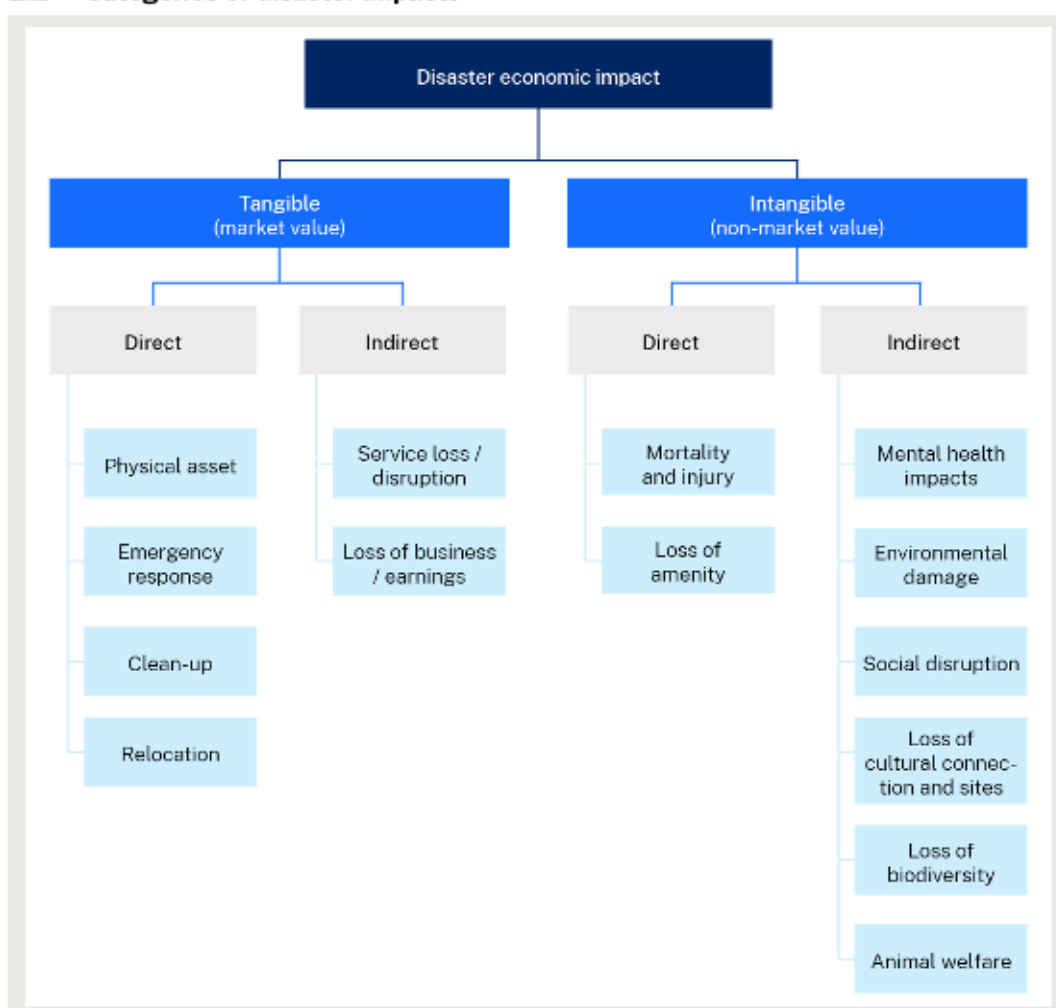 Disaster economic impact
Tangible
(market value)
Intangible
(non-market value)
Direct
Indirect
Direct
Indirect
Physical asset
Emergency
response
Clean-up
Relocation
Service loss /
disruption
Loss of business
/ earnings
Mortality
and injury
Loss of
amenity
Mental health
impacts
Environmental
damage
Social disruption
Loss of
cultural connec-
tion and sites
Loss of
biodiversity
Animal welfare